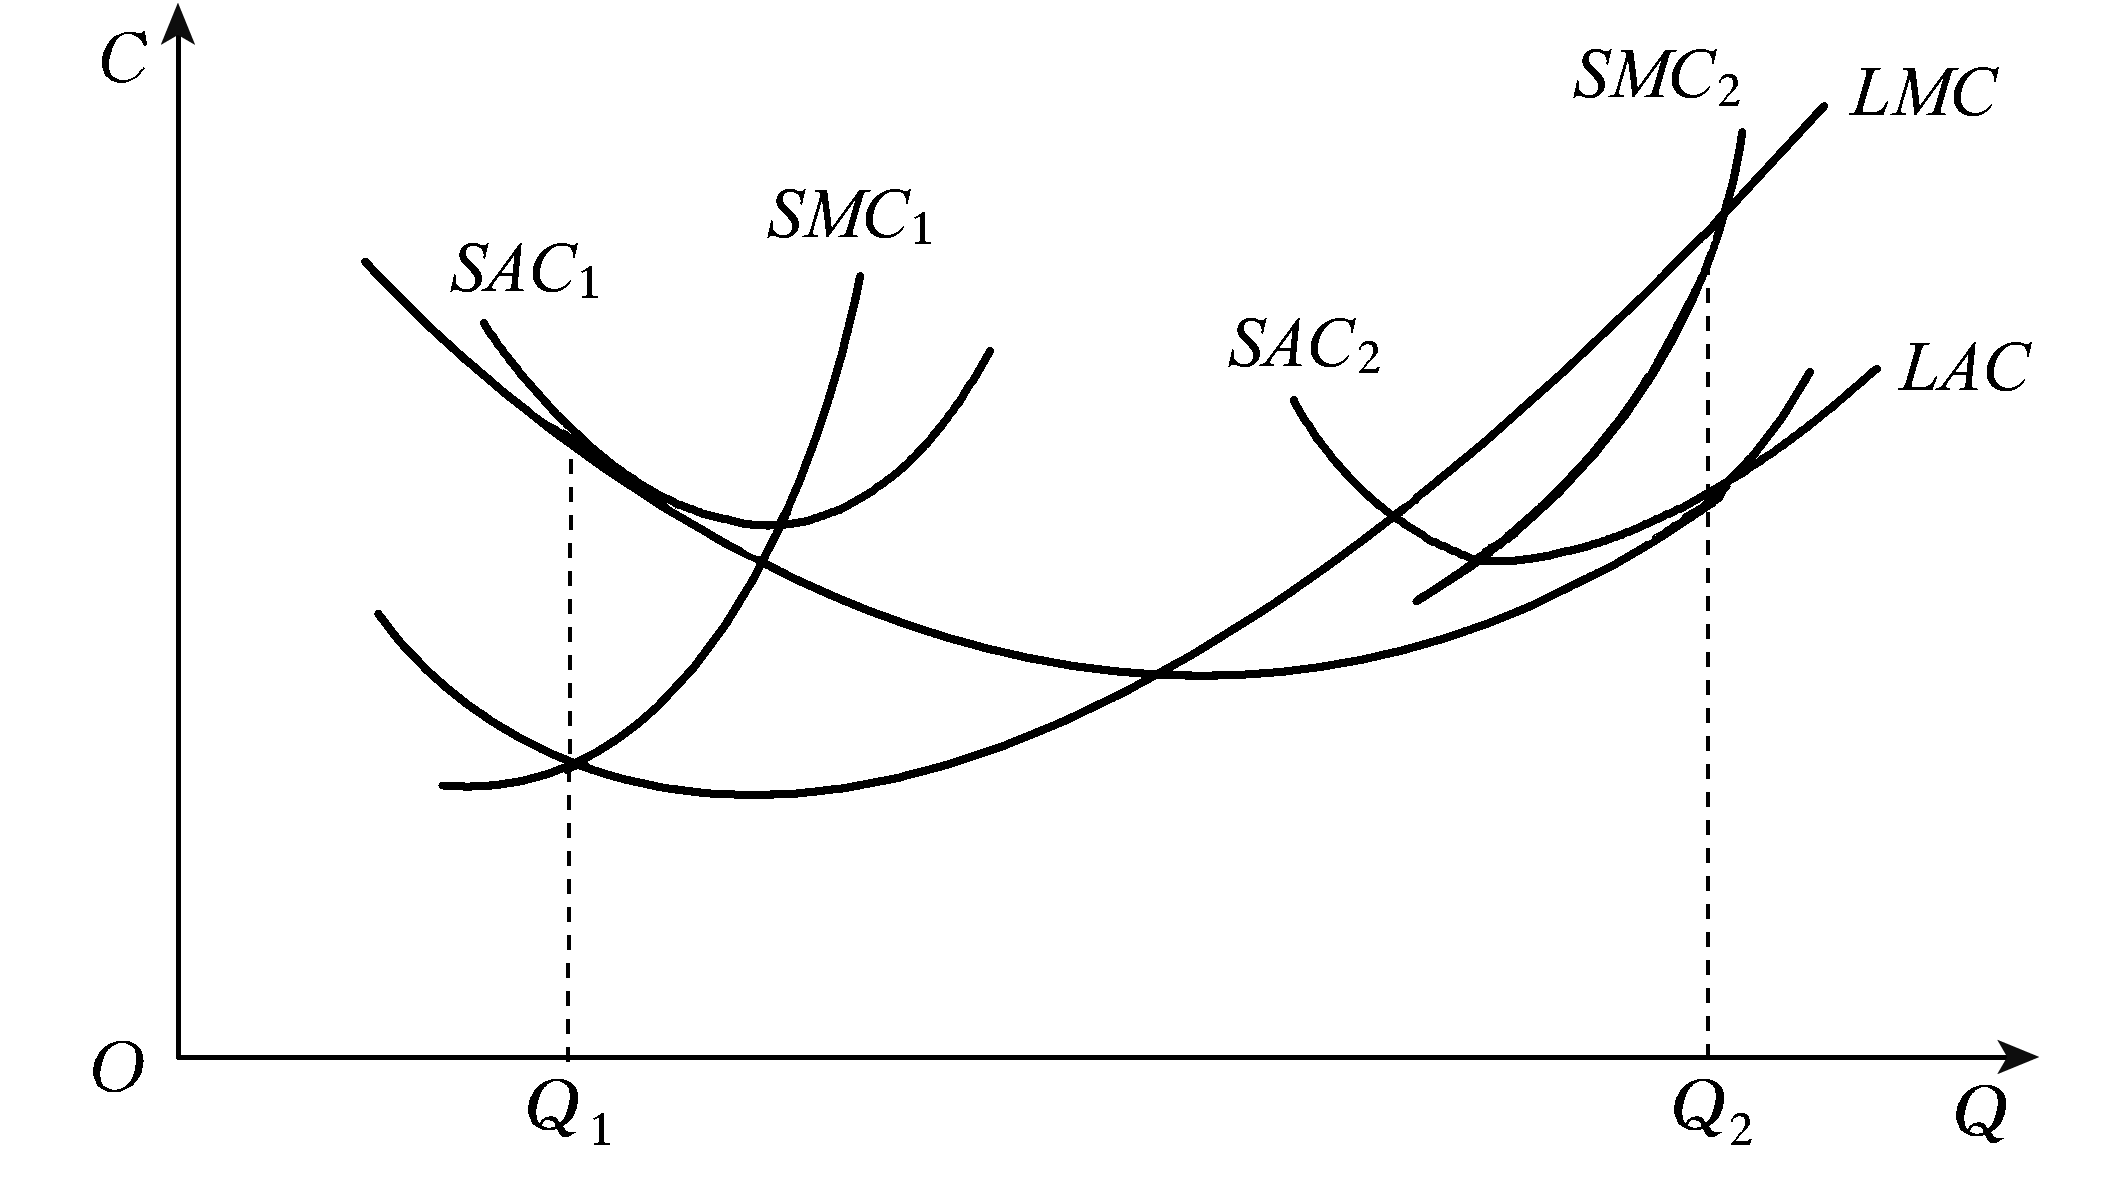 C
SMC₂
LMC
SMC₁
SAC₁
SAC₂
LAC
O
Q₁
Q₂
Q